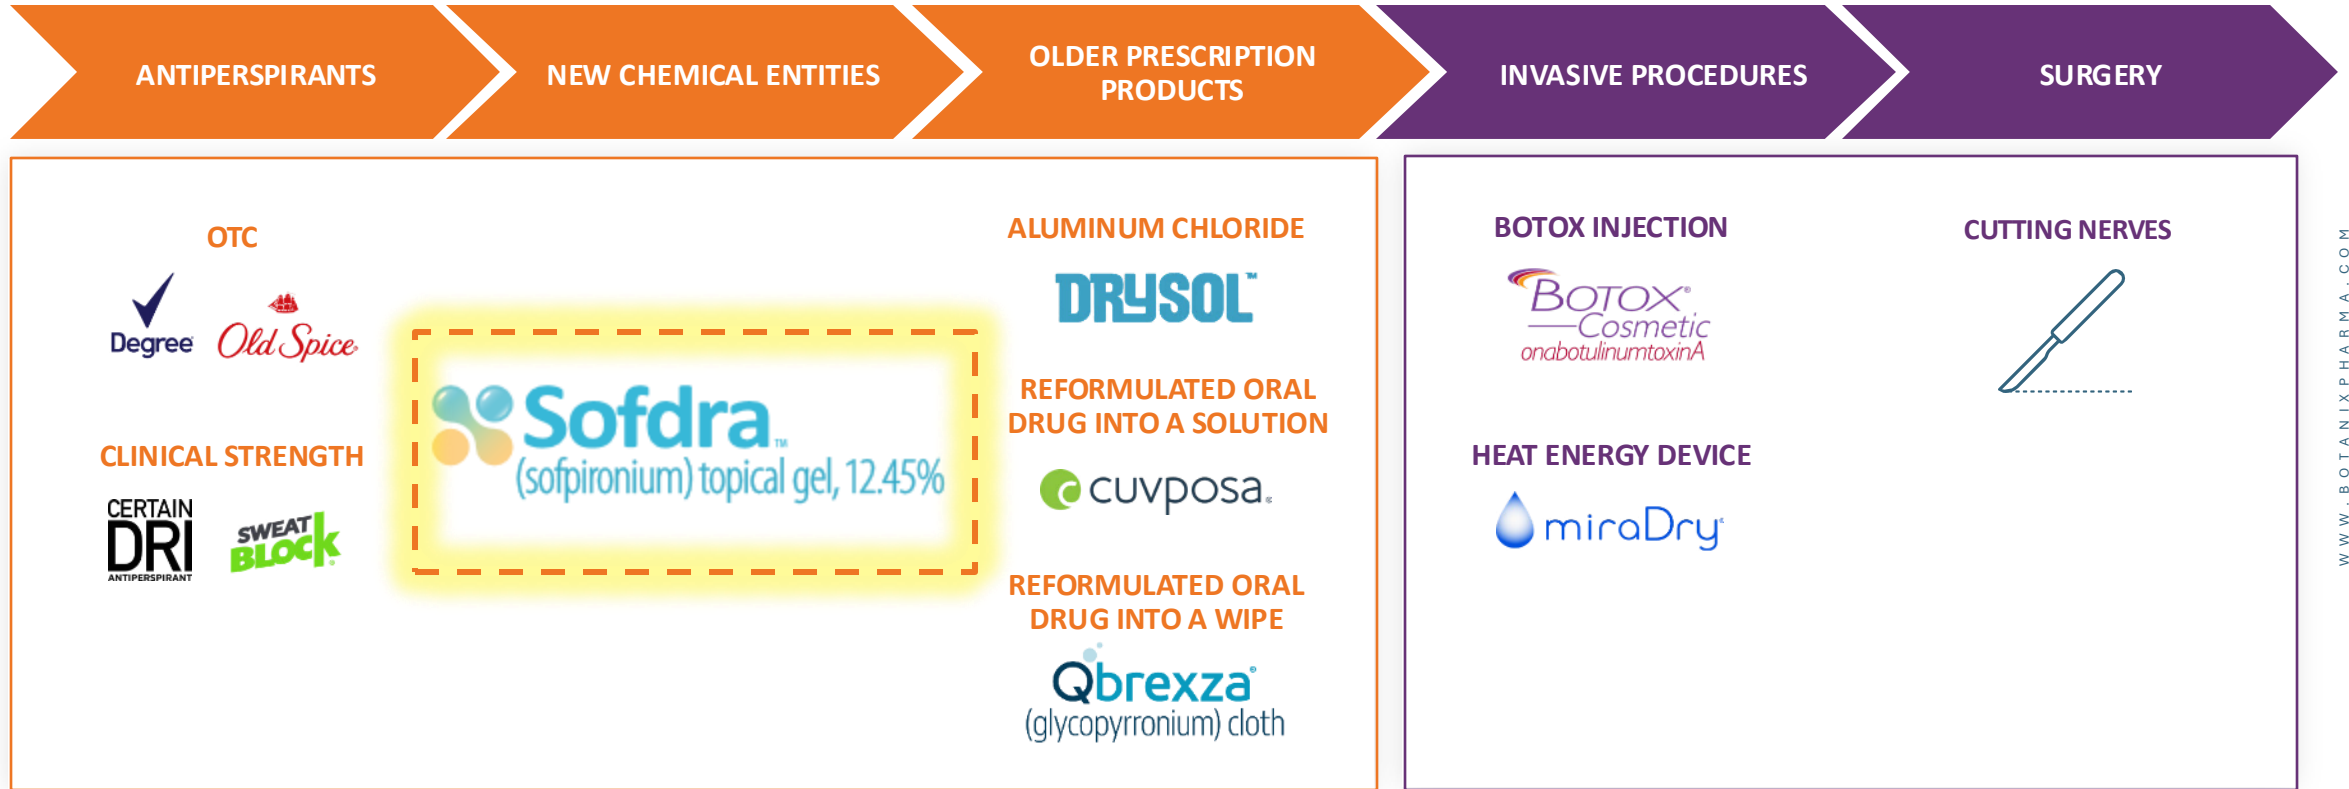 ANTIPERSPIRANTS
NEW CHEMICAL ENTITIES
OLDER PRESCRIPTION
PRODUCTS
INVASIVE PROCEDURES
SURGERY
OTC
Degree
Old Spice
CLINICAL STRENGTH
CERTAIN
DRI
ANTIPERSPIRANT
SWEAT
BLOCK
Sofdra™
(sofpironium) topical gel, 12.45%
ALUMINUM CHLORIDE
DRYSOL™
REFORMULATED ORAL
DRUG INTO A SOLUTION
cuvposa®
REFORMULATED ORAL
DRUG INTO A WIPE
Qbrexza®
(glycopyrronium) cloth
BOTOX INJECTION
BOTOX®
Cosmetic
onabotulinumtoxinA
HEAT ENERGY DEVICE
miraDry®
CUTTING NERVES
WWW.BOTANIXPHARMA.COM